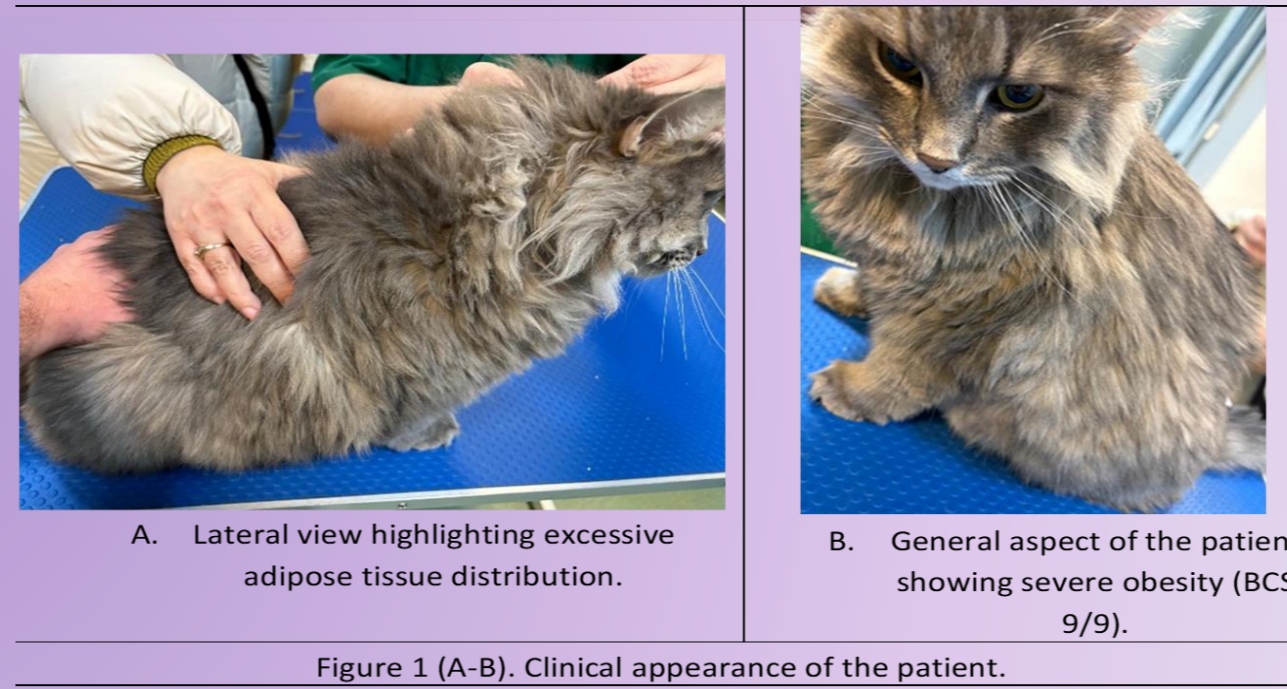 A. Lateral view highlighting excessive
adipose tissue distribution.
B. General aspect of the patien
showing severe obesity (BCS
9/9).
Figure 1 (A-B). Clinical appearance of the patient.